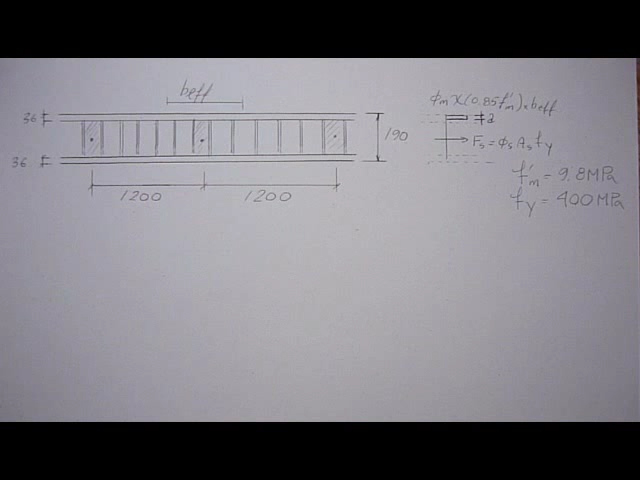 beff
36
36
190
1200
1200
ϕm χ(0.85f'm)×beff
a
Fs = ϕs As fy
f'm = 9.8 MPa
fy = 400 MPa